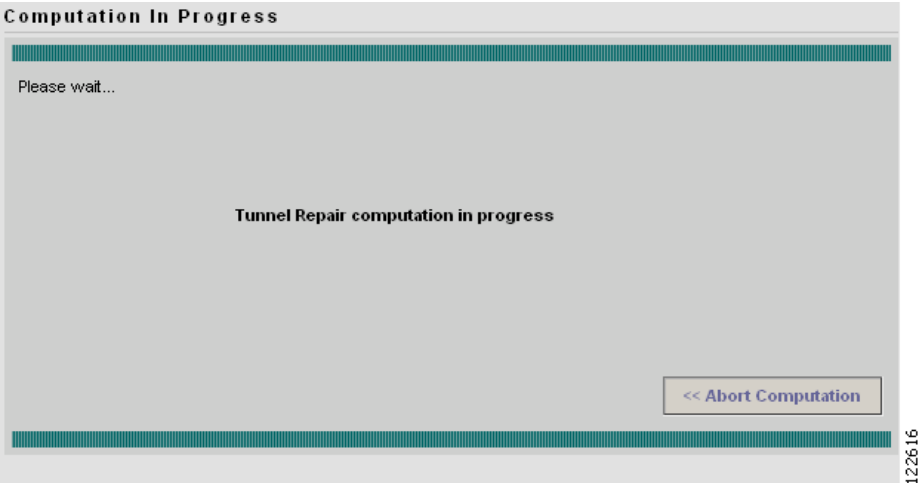 Computation In Progress
Please wait...
Tunnel Repair computation in progress
<< Abort Computation
122616